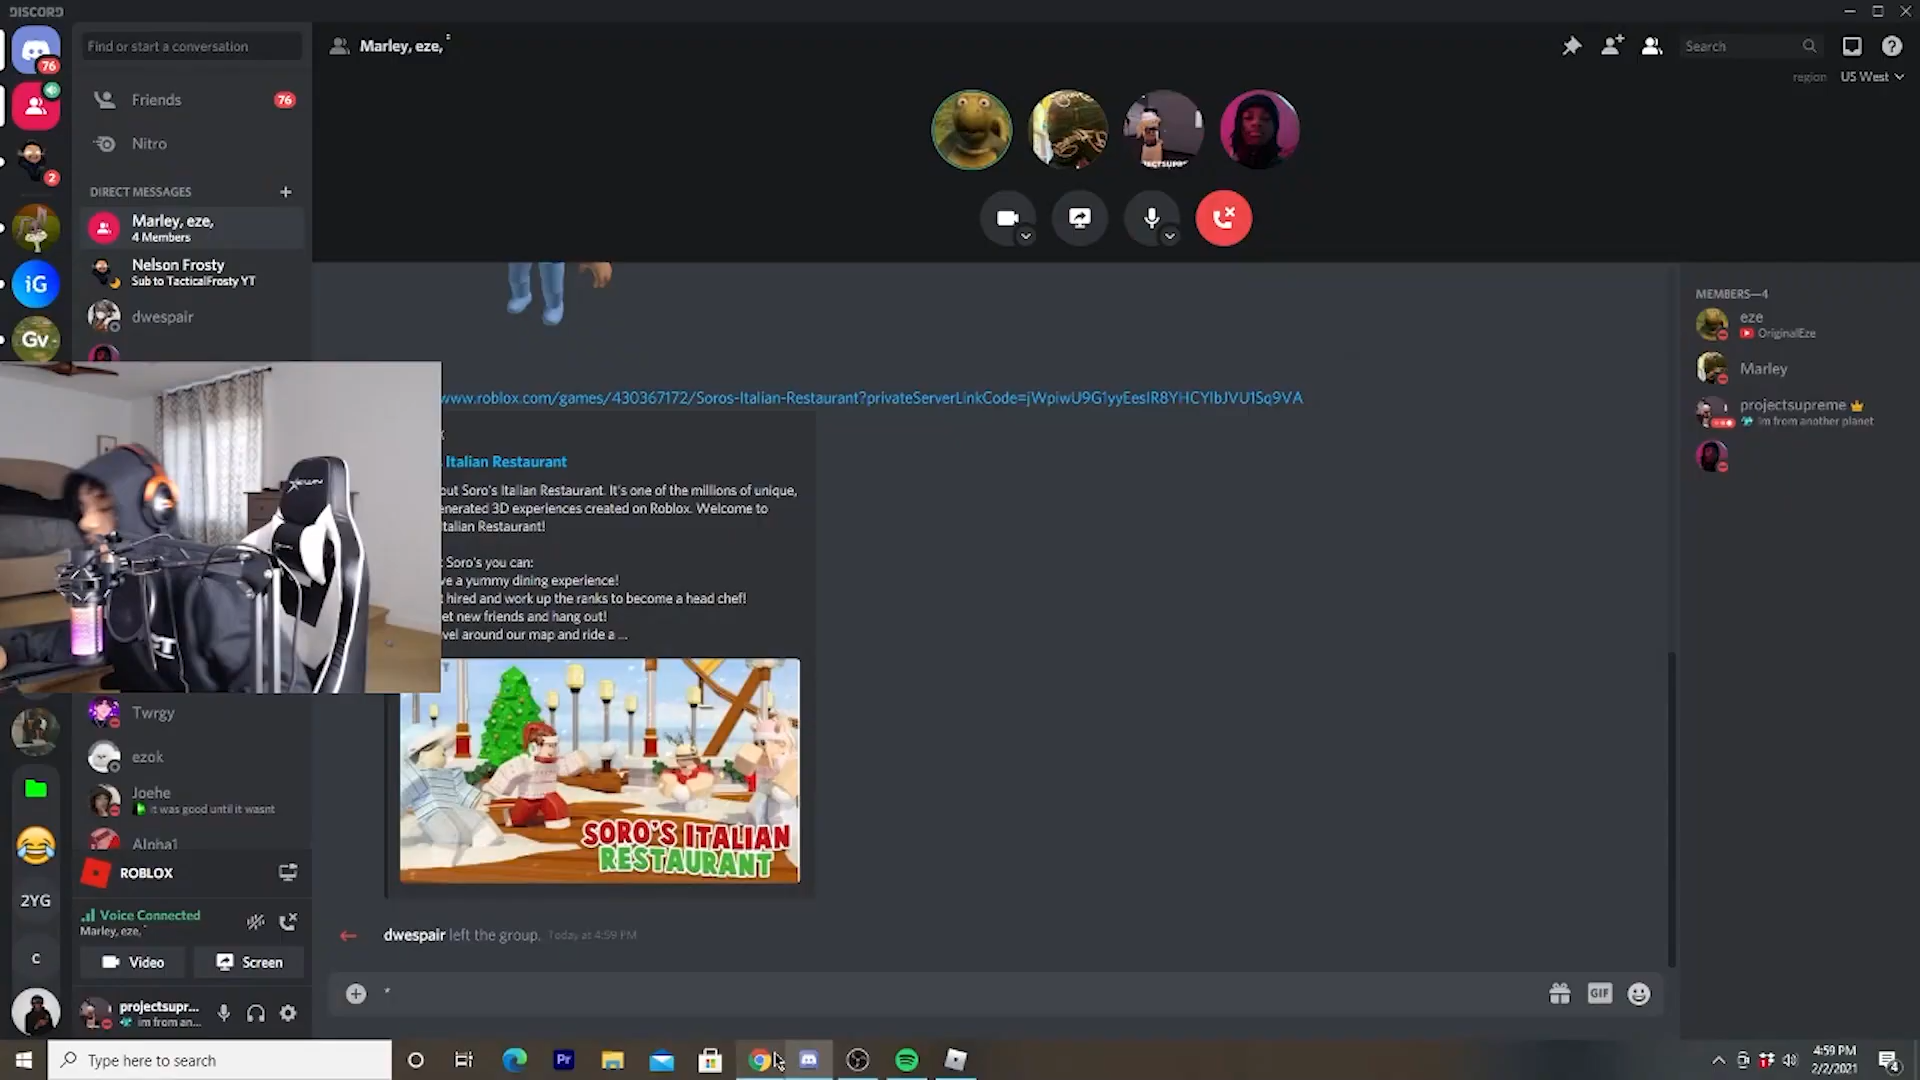 DISCORD
Find or start a conversation
Marley, eze,
Search
region US West
76
Friends 76
Nitro
2
DIRECT MESSAGES
Marley, eze,
4 Members
Nelson Frosty
Sub to TacticalFrosty YT
iG
dwespair
Gv
MEMBERS—4
eze
OriginalEze
Marley
projectsupreme
im from another planet
www.roblox.com/games/430367172/Soros-Italian-Restaurant?privateServerLinkCode=jWpiwU9G1yyEesIR8YHCYIbJVU1Sq9VA
Italian Restaurant
out Soro's Italian Restaurant. It's one of the millions of unique,
enerated 3D experiences created on Roblox. Welcome to
Italian Restaurant!
Soro's you can:
ve a yummy dining experience!
hired and work up the ranks to become a head chef!
et new friends and hang out!
vel around our map and ride a ...
SORO'S ITALIAN
RESTAURANT
Twrgy
ezok
Joehe
it was good until it wasnt
Alpha1
ROBLOX
2YG
Voice Connected
Marley, eze,
dwespair left the group. Today at 4:59 PM
C
Video
Screen
projectsupr...
im from an...
GIF
Type here to search
Pr
4:59 PM
2/2/2021
4